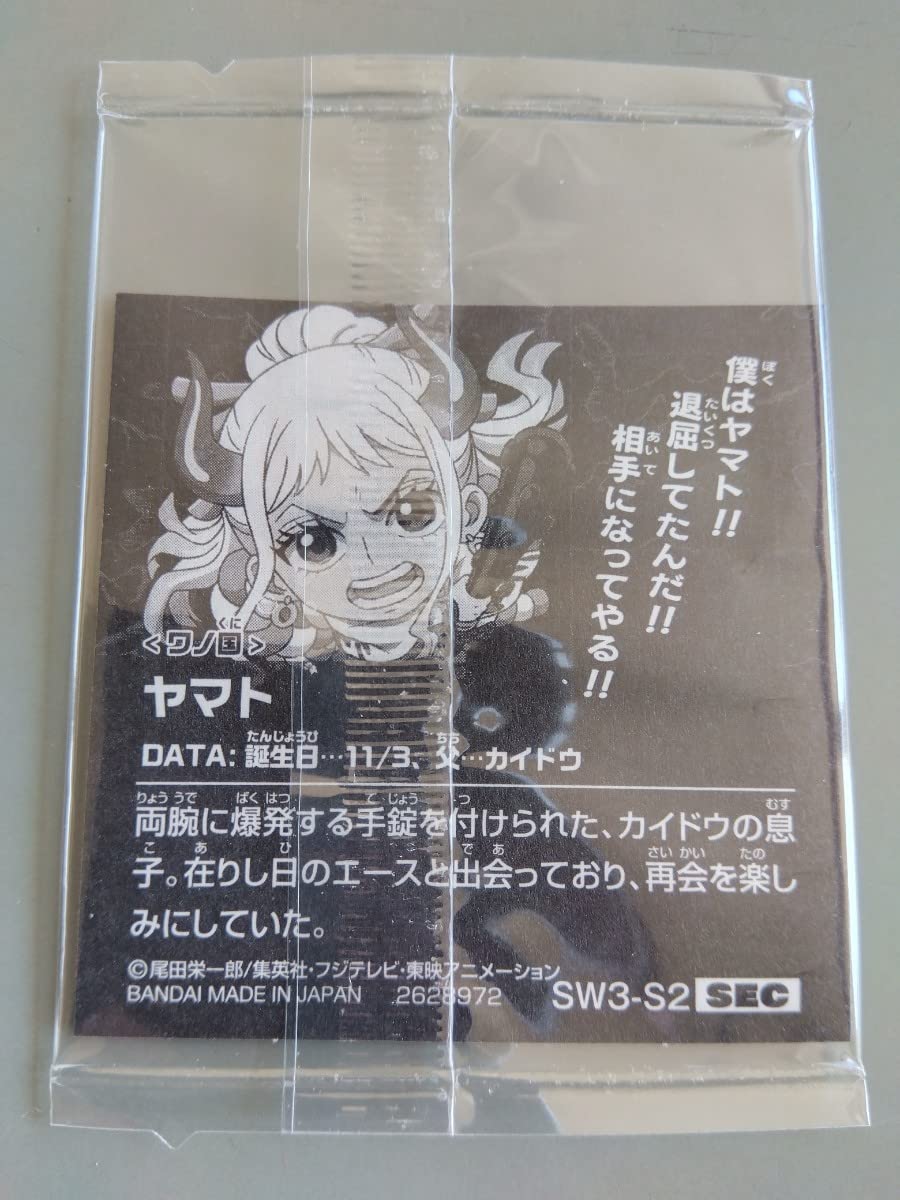 僕はヤマト!!
退屈してたんだ!!
相手になってやる!!
<ワノ国>
ヤマト
DATA: 誕生日…11/3、父…カイドウ
両腕に爆発する手錠を付けられた、カイドウの息
子。在りし日のエースと出会っており、再会を楽し
みにしていた。
©尾田栄一郎/集英社・フジテレビ・東映アニメーション
BANDAI MADE IN JAPAN 2628972 SW3-S2 SEC